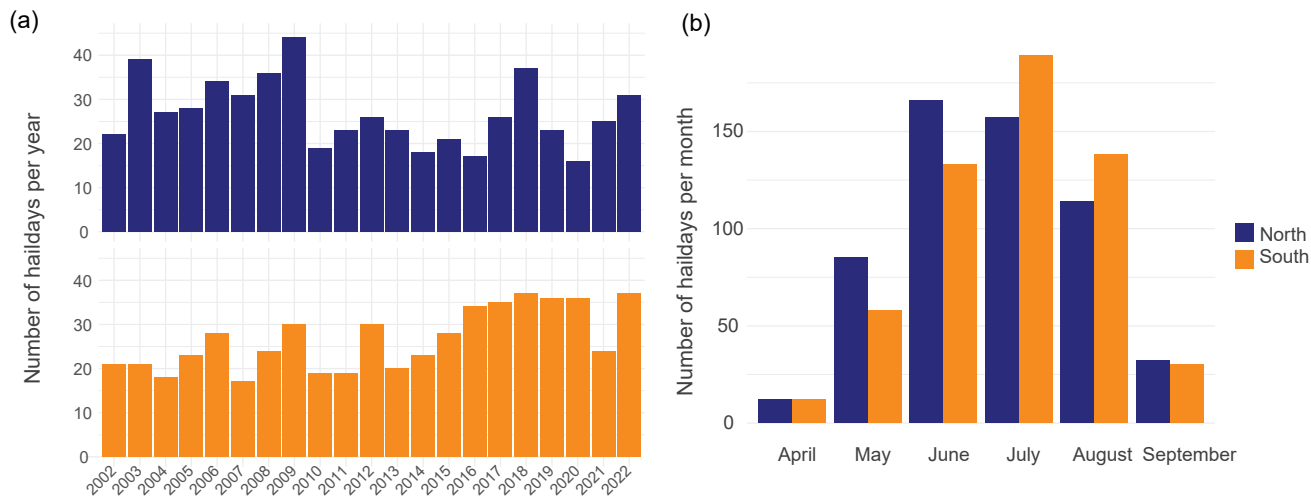 (a)
Number of haildays per year
40
30
20
10
0
40
30
20
10
0
2002 2003 2004 2005 2006 2007 2008 2009 2010 2011 2012 2013 2014 2015 2016 2017 2018 2019 2020 2021 2022
(b)
Number of haildays per month
150
100
50
0
April May June July August September
North
South